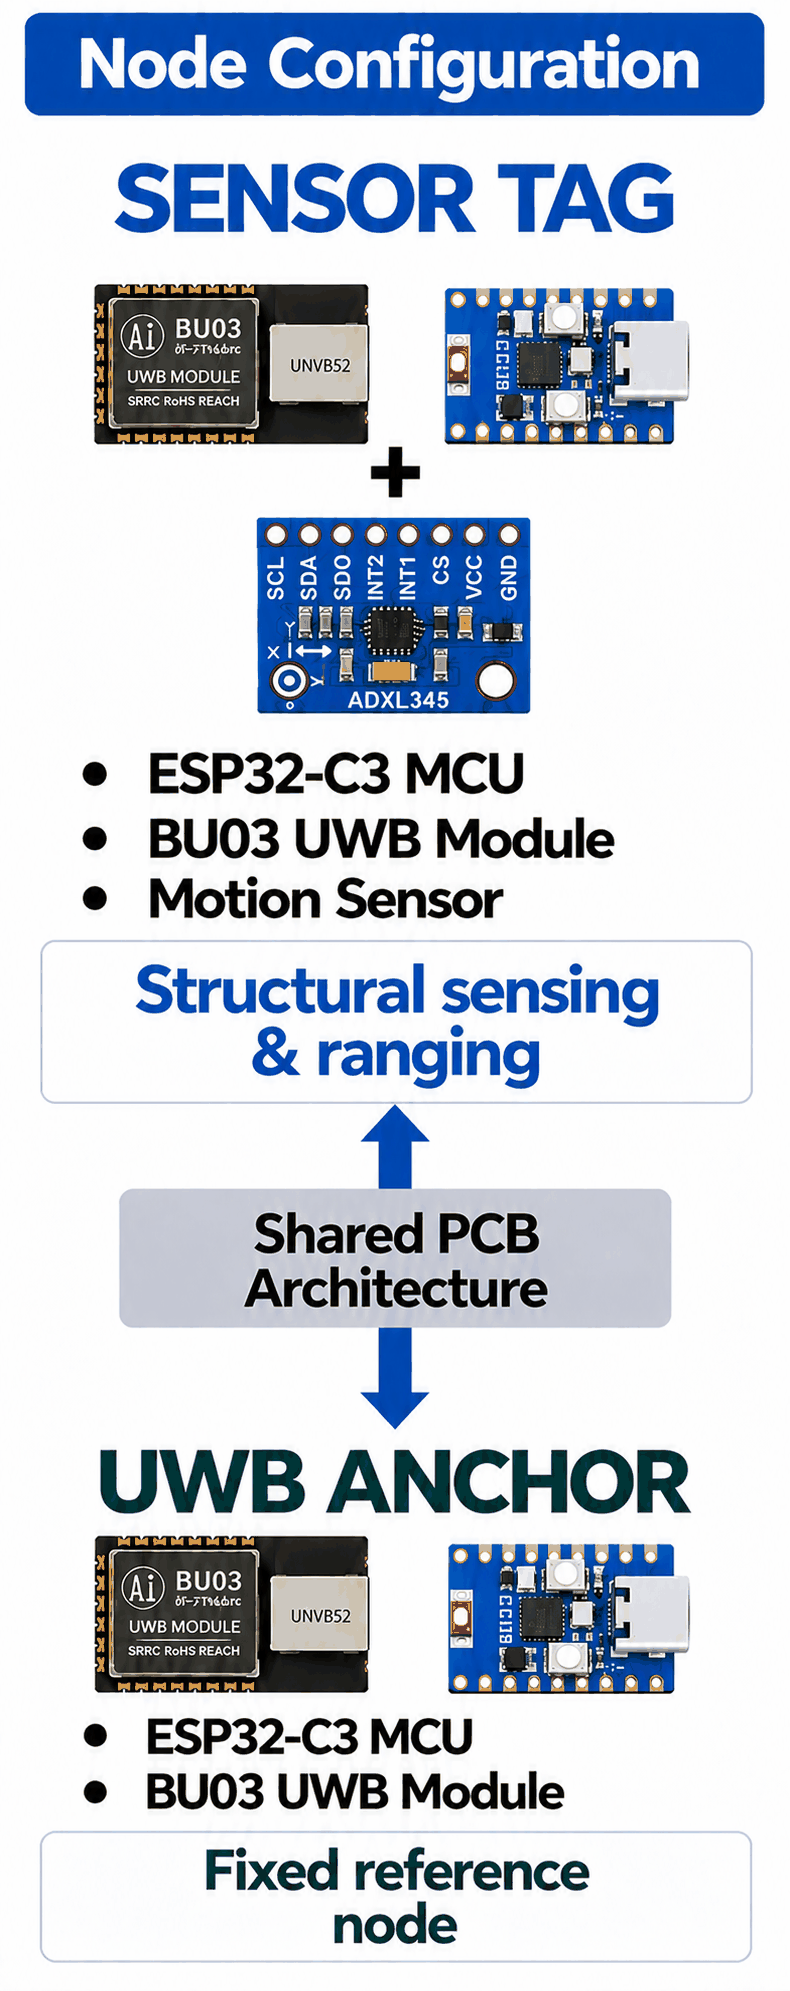 Node Configuration
SENSOR TAG
Ai BU03
UWB MODULE
SRRC RoHS REACH
UNVB52
+
SCL SDA SDO INT2 INT1 CS VCC GND
X
Y
ADXL345
• ESP32-C3 MCU
• BU03 UWB Module
• Motion Sensor
Structural sensing
& ranging
Shared PCB
Architecture
UWB ANCHOR
Ai BU03
UWB MODULE
SRRC RoHS REACH
UNVB52
• ESP32-C3 MCU
• BU03 UWB Module
Fixed reference
node